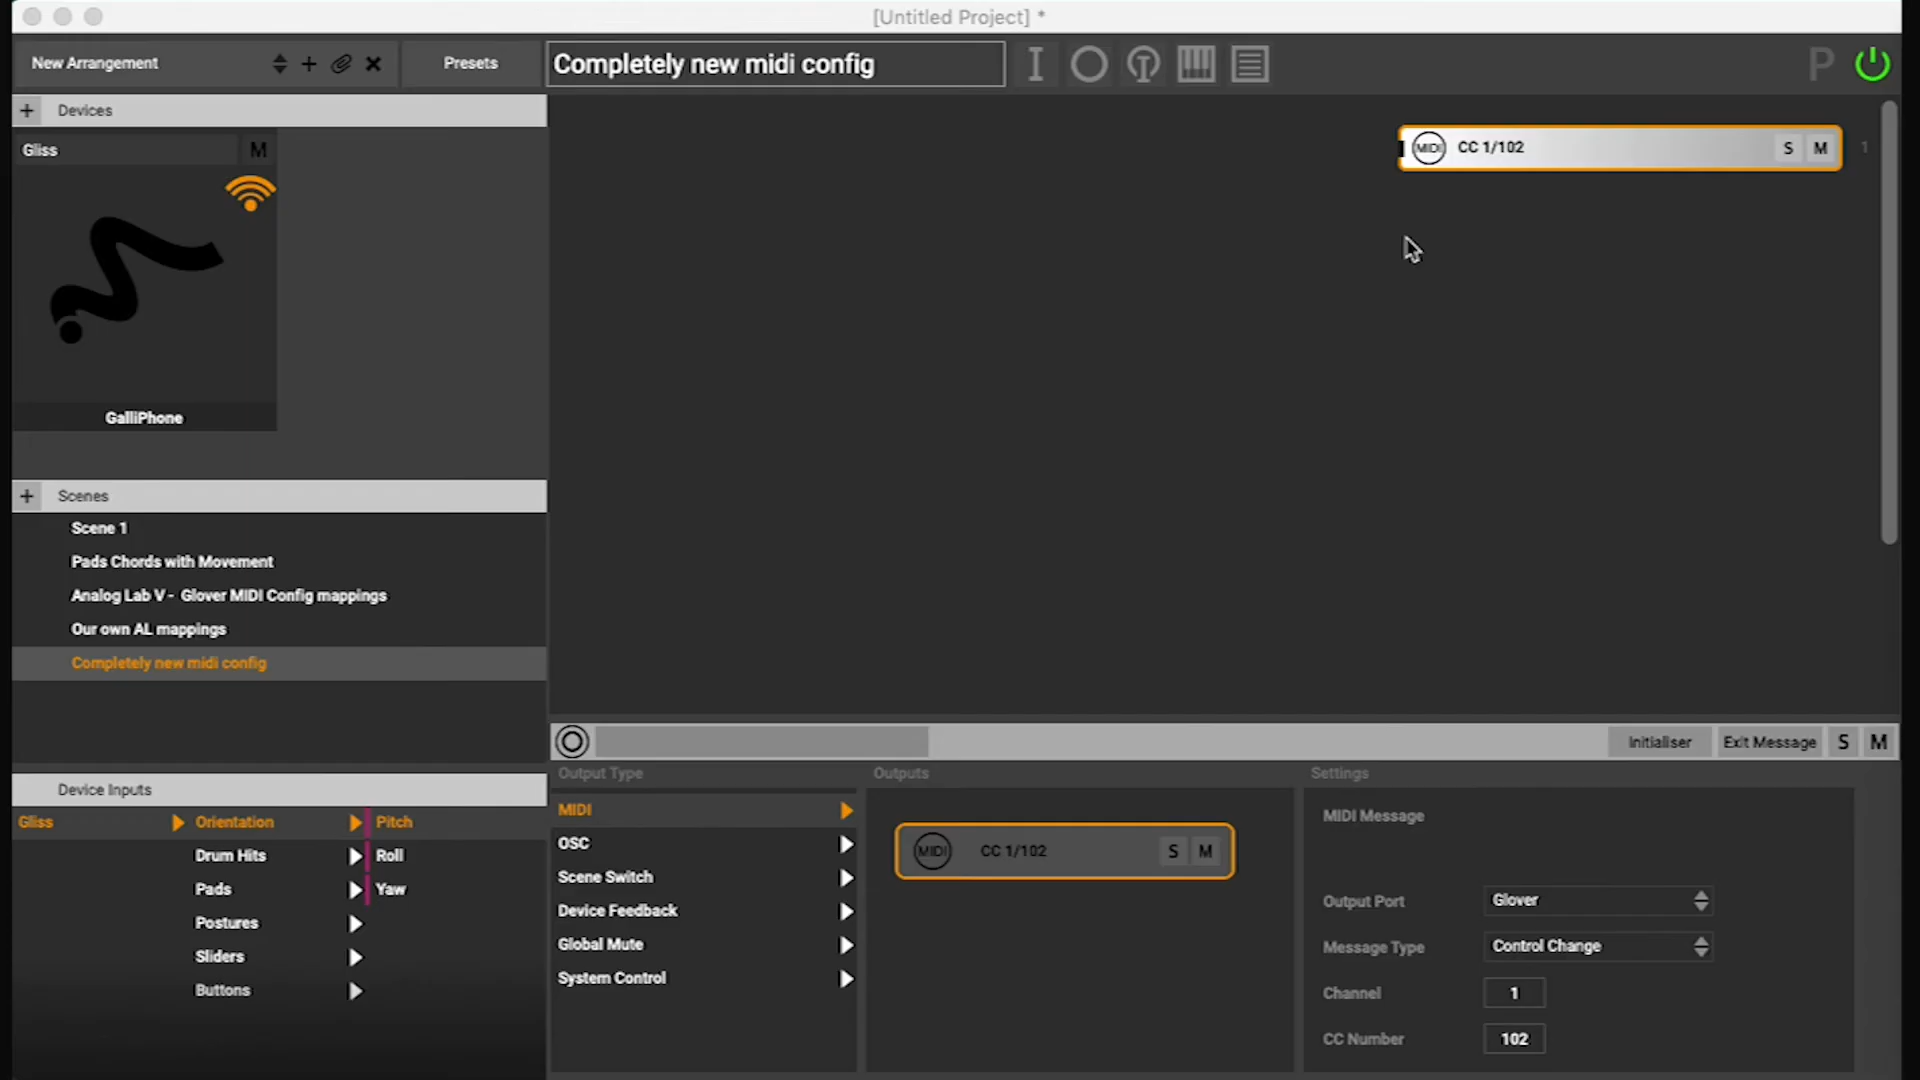 [Untitled Project] *
New Arrangement
Presets
Completely new midi config
P
Devices
Gliss M
GalliPhone
MIDI CC 1/102 S M 1
Scenes
Scene 1
Pads Chords with Movement
Analog Lab V - Glover MIDI Config mappings
Our own AL mappings
Completely new midi config
Initialiser Exit Message S M
Device Inputs
Gliss Orientation Pitch
Drum Hits Roll
Pads Yaw
Postures
Sliders
Buttons
Output Type
MIDI
OSC
Scene Switch
Device Feedback
Global Mute
System Control
Outputs
MIDI CC 1/102 S M
Settings
MIDI Message
Output Port Glover
Message Type Control Change
Channel 1
CC Number 102